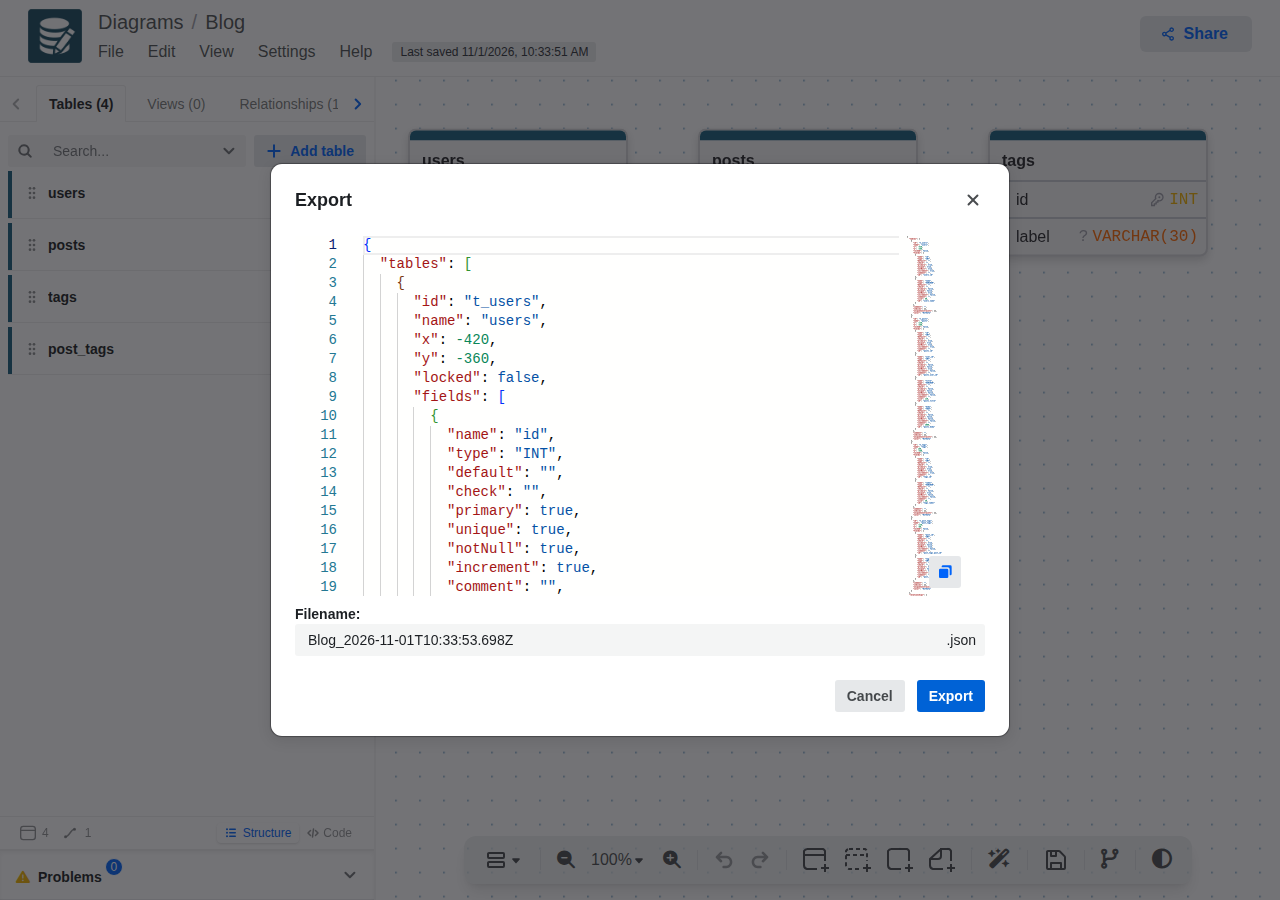 Diagrams / Blog
File Edit View Settings Help Last saved 11/1/2026, 10:33:51 AM
Share
Tables (4) Views (0) Relationships (1
Search... Add table
users
posts
tags
post_tags
users
posts
tags
id INT
label ? VARCHAR(30)
Export
1 {
2 "tables": [
3 {
4 "id": "t_users",
5 "name": "users",
6 "x": -420,
7 "y": -360,
8 "locked": false,
9 "fields": [
10 {
11 "name": "id",
12 "type": "INT",
13 "default": "",
14 "check": "",
15 "primary": true,
16 "unique": true,
17 "notNull": true,
18 "increment": true,
19 "comment": "",
Filename:
Blog_2026-11-01T10:33:53.698Z .json
Cancel Export
4 1 Structure Code
Problems 0
100%